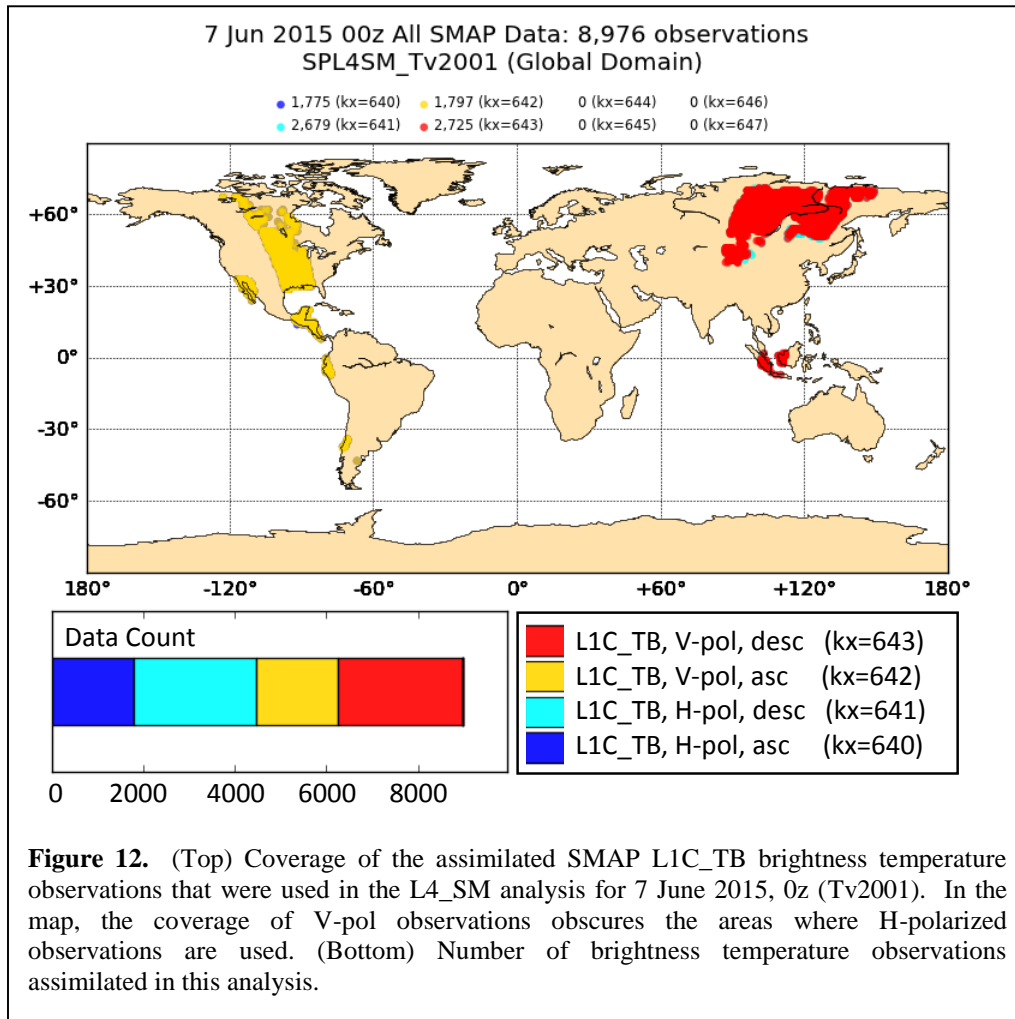 7 Jun 2015 00z All SMAP Data: 8,976 observations
SPL4SM_Tv2001 (Global Domain)
1,775 (kx=640) 1,797 (kx=642) 0 (kx=644) 0 (kx=646)
2,679 (kx=641) 2,725 (kx=643) 0 (kx=645) 0 (kx=647)
+60°
+30°
0°
-30°
-60°
180° -120° -60° 0° +60° +120° 180°
Data Count
0 2000 4000 6000 8000
L1C_TB, V-pol, desc (kx=643)
L1C_TB, V-pol, asc (kx=642)
L1C_TB, H-pol, desc (kx=641)
L1C_TB, H-pol, asc (kx=640)
Figure 12. (Top) Coverage of the assimilated SMAP L1C_TB brightness temperature
observations that were used in the L4_SM analysis for 7 June 2015, 0z (Tv2001). In the
map, the coverage of V-pol observations obscures the areas where H-polarized
observations are used. (Bottom) Number of brightness temperature observations
assimilated in this analysis.